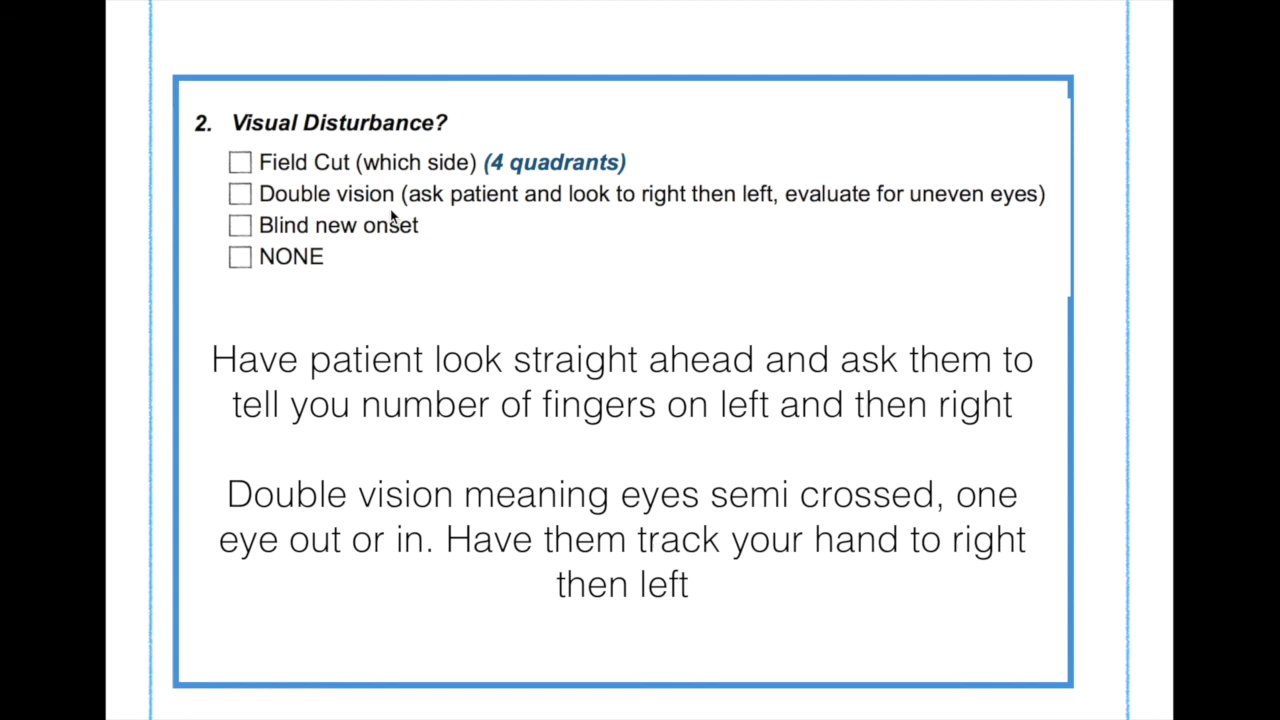 2. Visual Disturbance?
Field Cut (which side) (4 quadrants)
Double vision (ask patient and look to right then left, evaluate for uneven eyes)
Blind new onset
NONE
Have patient look straight ahead and ask them to
tell you number of fingers on left and then right
Double vision meaning eyes semi crossed, one
eye out or in. Have them track your hand to right
then left